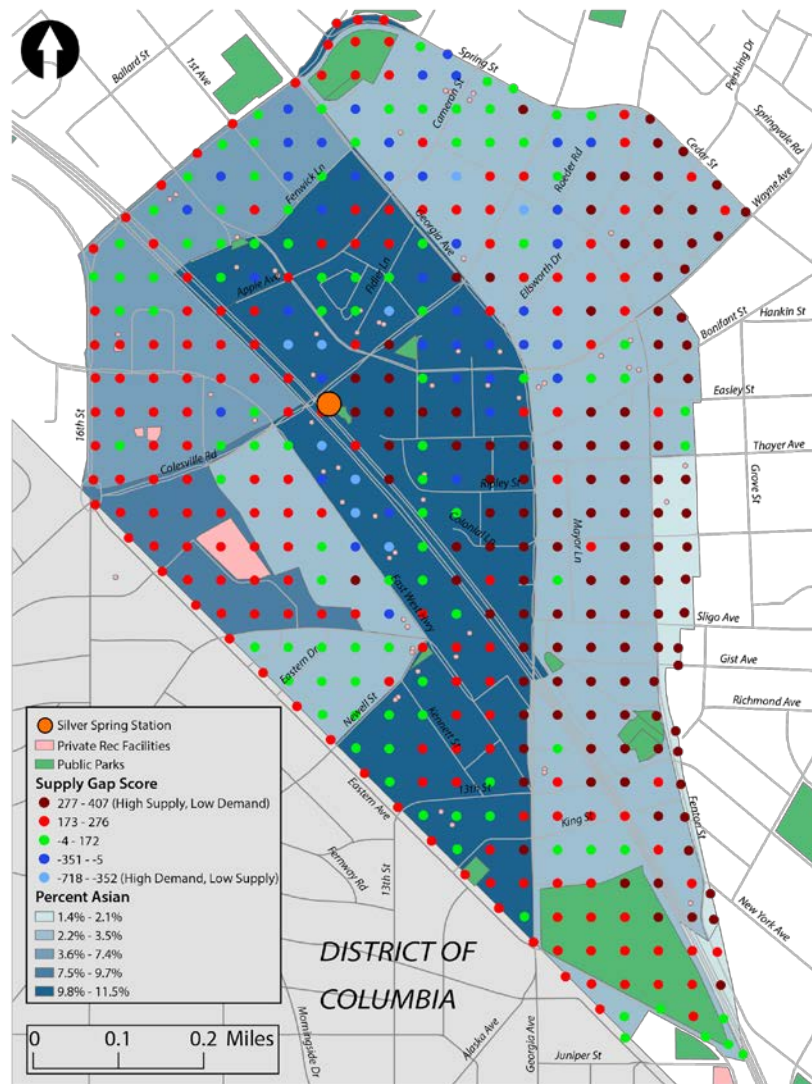 Ballard St
1st Ave
Spring St
Cameron St
Pershing Dr
Springvale Rd
Cedar St
Wayne Ave
Fenwick Ln
Roeder Rd
Georgia Ave
Ellsworth Dr
Apple Ave
Fidler Ln
Bonifant St
Hankin St
Easley St
16th St
Colesville Rd
Thayer Ave
Grove St
Ripley St
Colonial Ln
Mayor Ln
East West Hwy
Sligo Ave
Gist Ave
Eastern Dr
Richmond Ave
Newell St
Kennett St
Eastern Ave
13th St
King St
Fenton St
Fernway Rd
13th St
New York Ave
DISTRICT OF
COLUMBIA
Morningside Dr
Alaska Ave
Georgia Ave
Juniper St
Silver Spring Station
Private Rec Facilities
Public Parks
Supply Gap Score
277 - 407 (High Supply, Low Demand)
173 - 276
-4 - 172
-351 - -5
-718 - -352 (High Demand, Low Supply)
Percent Asian
1.4% - 2.1%
2.2% - 3.5%
3.6% - 7.4%
7.5% - 9.7%
9.8% - 11.5%
0 0.1 0.2 Miles